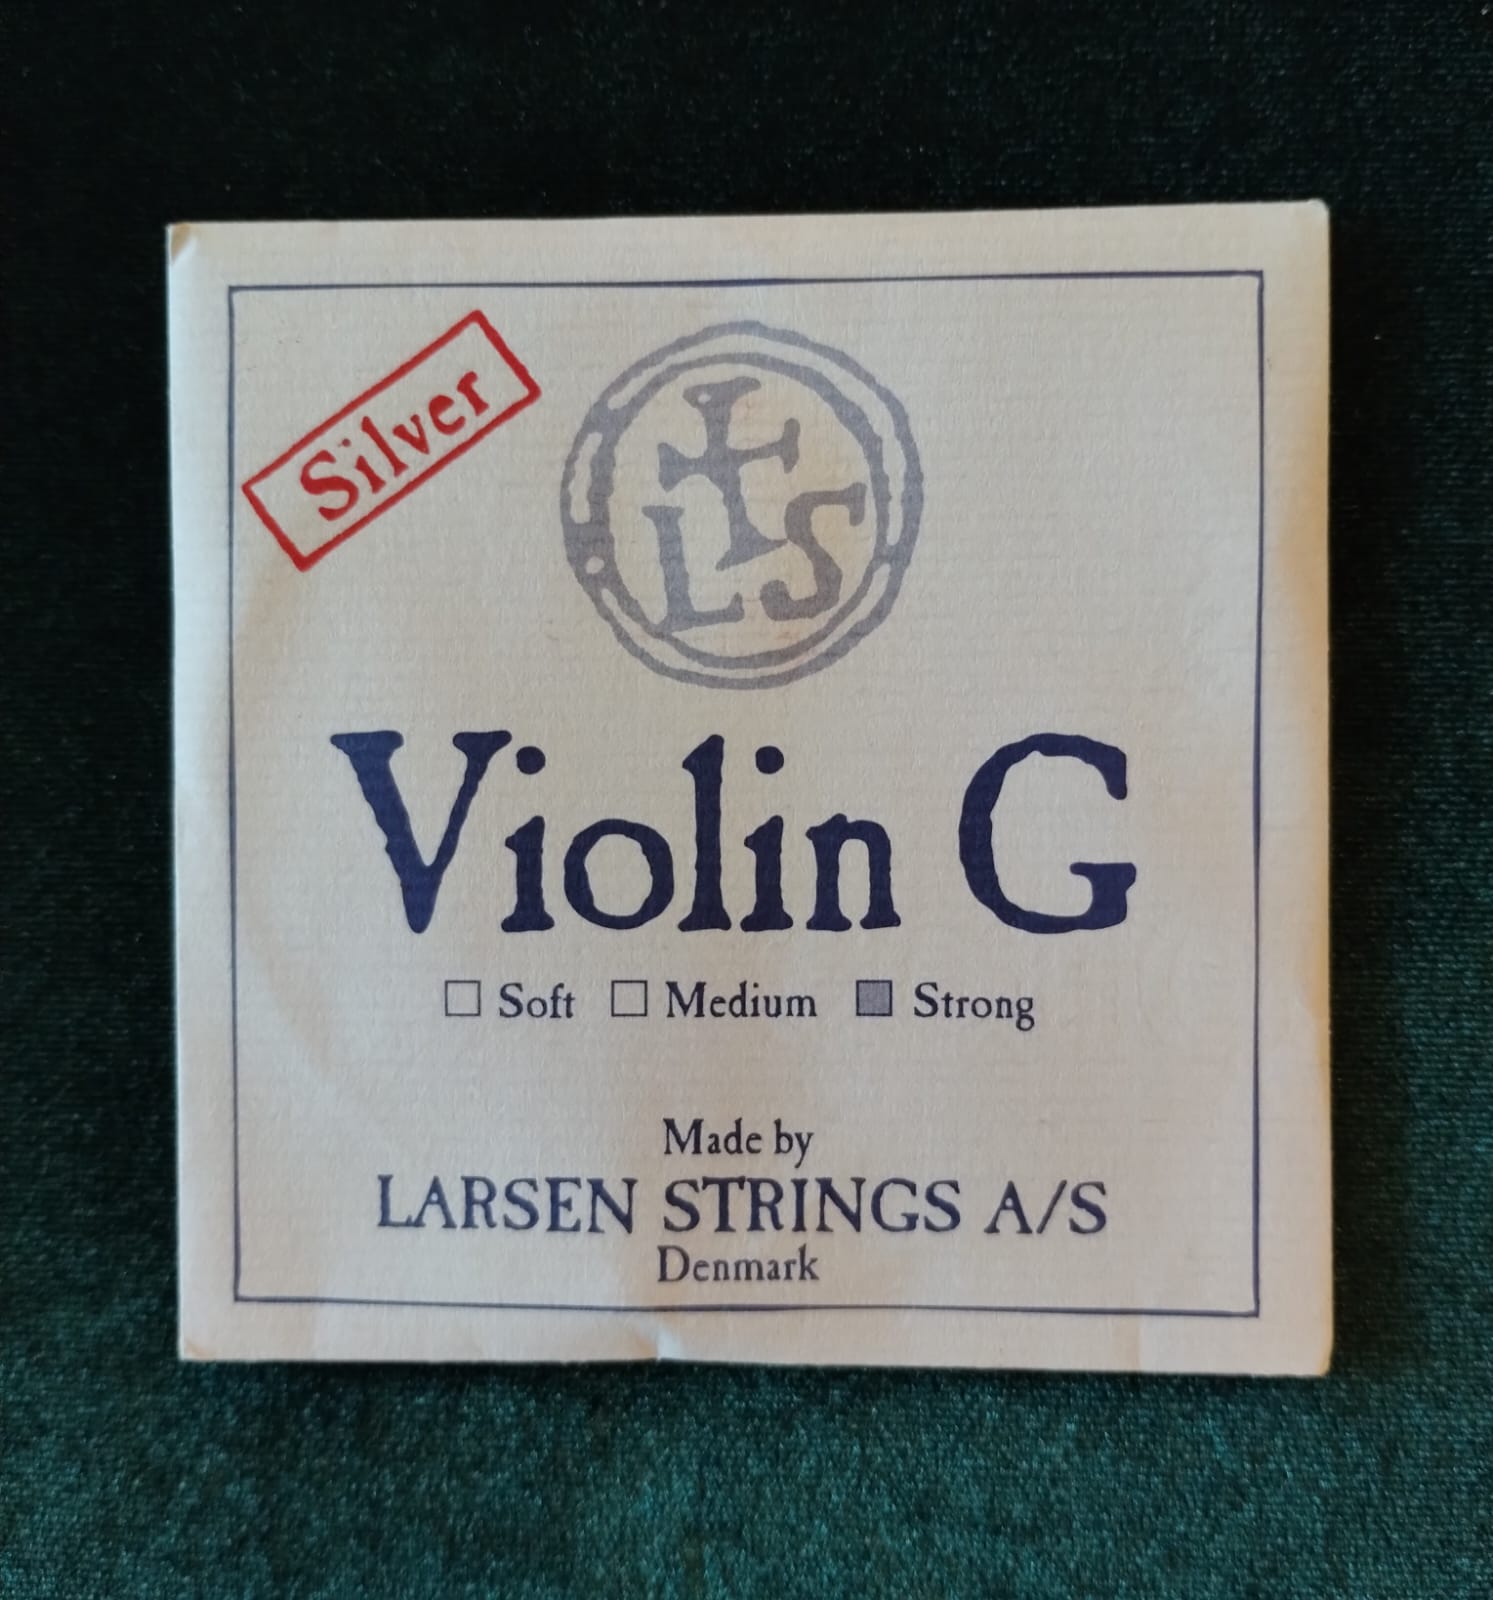 Silver
LS
Violin G
Soft Medium Strong
Made by
LARSEN STRINGS A/S
Denmark